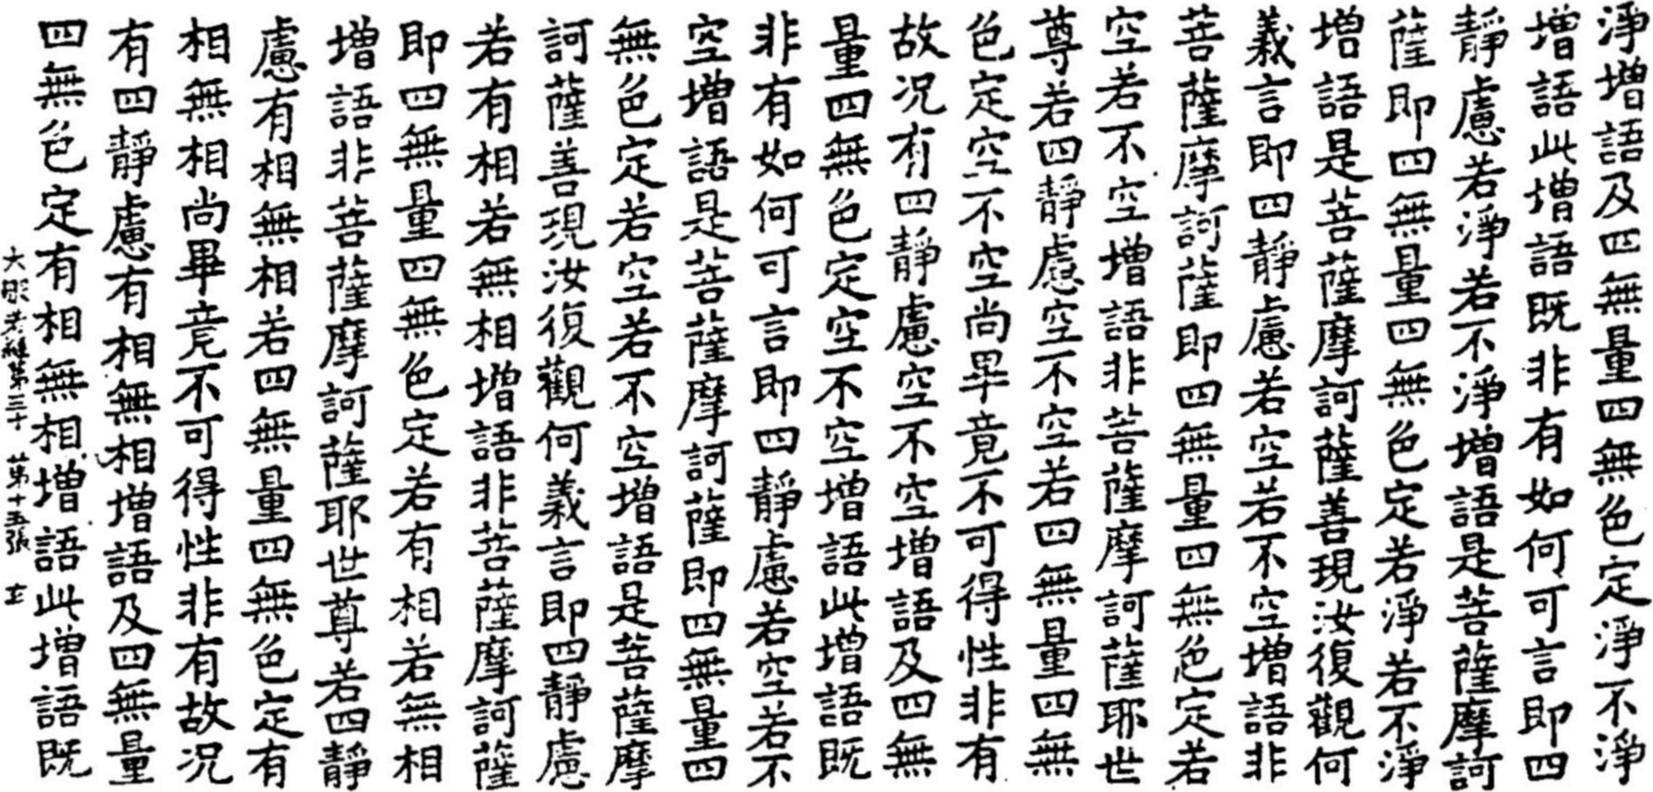 淨增語及四無量四無色定淨不淨
增語此增語既非有如何可言即四
靜慮若淨若不淨增語是菩薩摩訶
薩即四無量四無色定若淨若不淨
增語是菩薩摩訶薩善現汝復觀何
義言即四靜慮若空若不空增語非
菩薩摩訶薩即四無量四無色定若
空若不空增語非菩薩摩訶薩耶世
尊若四靜慮空不空若四無量四無
色定空不空尚畢竟不可得性非有
故況有四靜慮空不空增語及四無
量四無色定空不空增語此增語既
非有如何可言即四靜慮若空若不
空增語是菩薩摩訶薩即四無量四
無色定若空若不空增語是菩薩摩
訶薩善現汝復觀何義言即四靜慮
若有相若無相增語非菩薩摩訶薩
即四無量四無色定若有相若無相
增語非菩薩摩訶薩耶世尊若四靜
慮有相無相若四無量四無色定有
相無相尚畢竟不可得性非有故況
有四靜慮有相無相增語及四無量
四無色定有相無相增語此增語既
大般若經第三十 第十五張